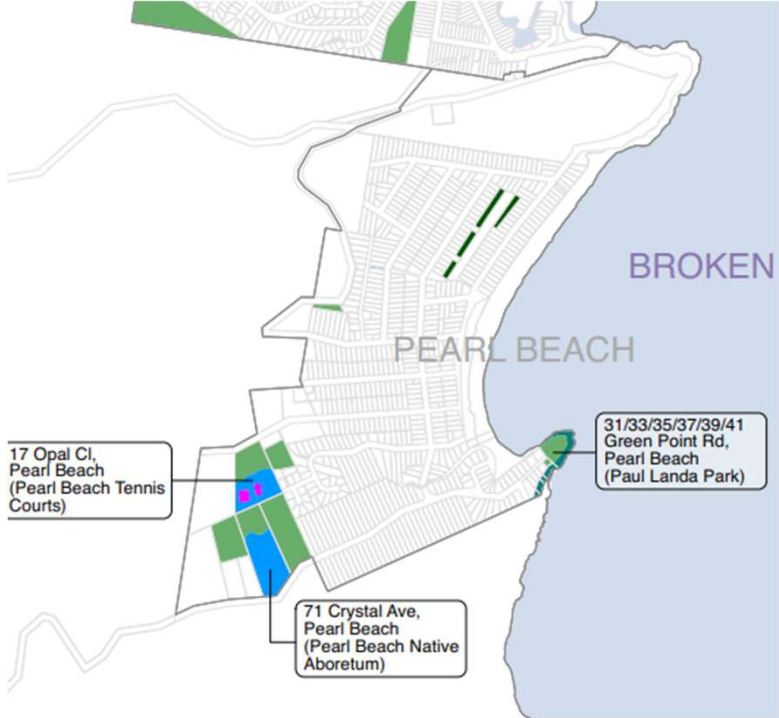 BROKEN
PEARL BEACH
17 Opal Cl,
Pearl Beach
(Pearl Beach Tennis
Courts)
31/33/35/37/39/41
Green Point Rd,
Pearl Beach
(Paul Landa Park)
71 Crystal Ave,
Pearl Beach
(Pearl Beach Native
Aboretum)